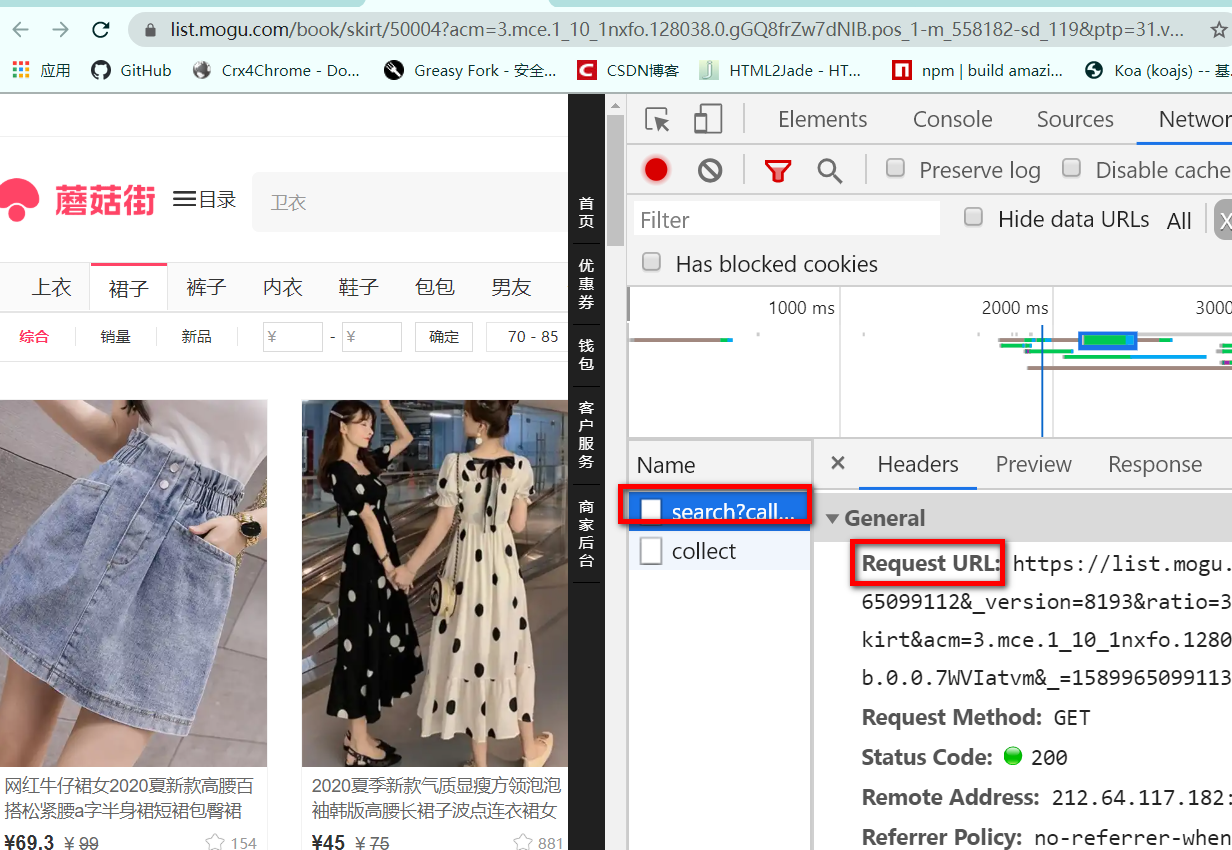 list.mogu.com/book/skirt/50004?acm=3.mce.1_10_1nxfo.128038.0.gGQ8frZw7dNIB.pos_1-m_558182-sd_119&ptp=31.v...
应用 GitHub Crx4Chrome - Do... Greasy Fork - 安全... CSDN博客 HTML2Jade - HT... npm | build amazi... Koa (koajs) -- 基
蘑菇街 目录 卫衣
上衣 裙子 裤子 内衣 鞋子 包包 男友
综合 销量 新品 ¥ - ¥ 确定 70 - 85
网红牛仔裙女2020夏新款高腰百
搭松紧腰a字半身裙短裙包臀裙
¥69.3 ¥ 99 154
2020夏季新款气质显瘦方领泡泡
袖韩版高腰长裙子波点连衣裙女
¥45 ¥ 75 881
首页
优惠券
钱包
客户服务
商家后台
Elements Console Sources Networ
Preserve log Disable cache
Filter Hide data URLs All X
Has blocked cookies
1000 ms 2000 ms 3000
Name
search?call...
collect
× Headers Preview Response
General
Request URL: https://list.mogu.
65099112&_version=8193&ratio=3
kirt&acm=3.mce.1_10_1nxfo.1280
b.0.0.7WVIatvm&_=1589965099113
Request Method: GET
Status Code: 200
Remote Address: 212.64.117.182:
Referrer Policy: no-referrer-when